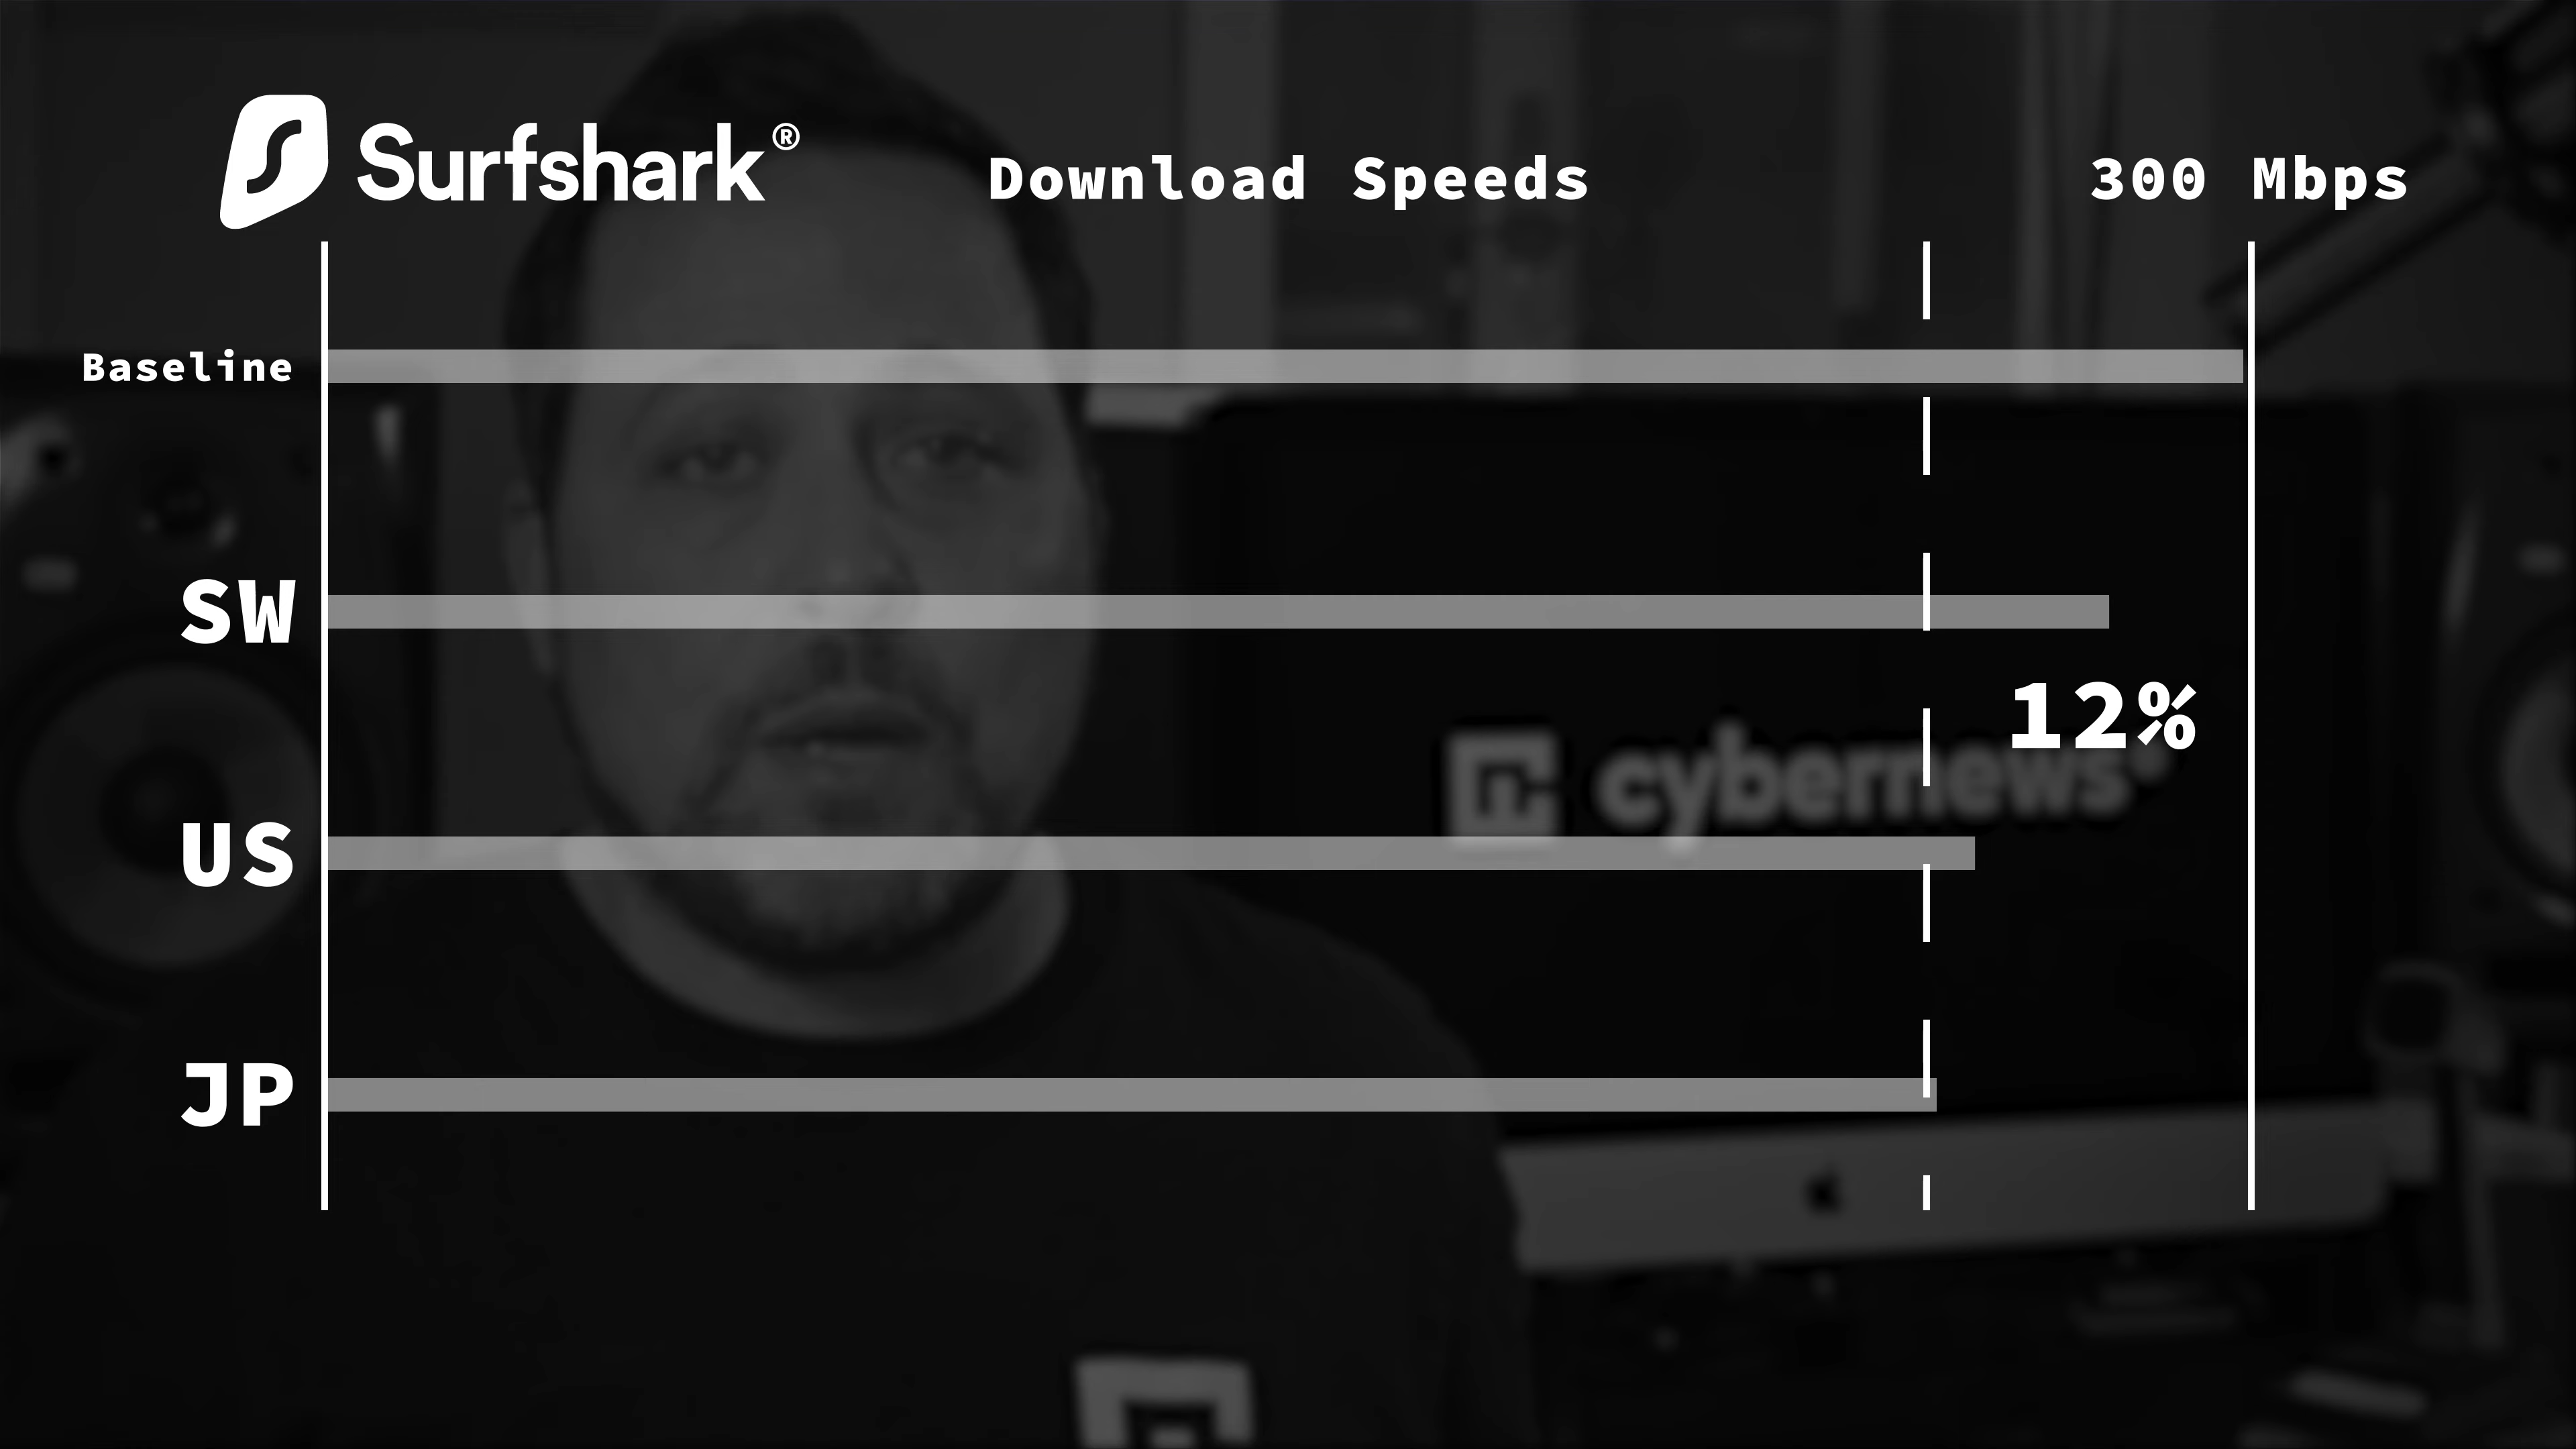 Surfshark®
Download Speeds
300 Mbps
Baseline
SW
12%
cybernews®
US
JP